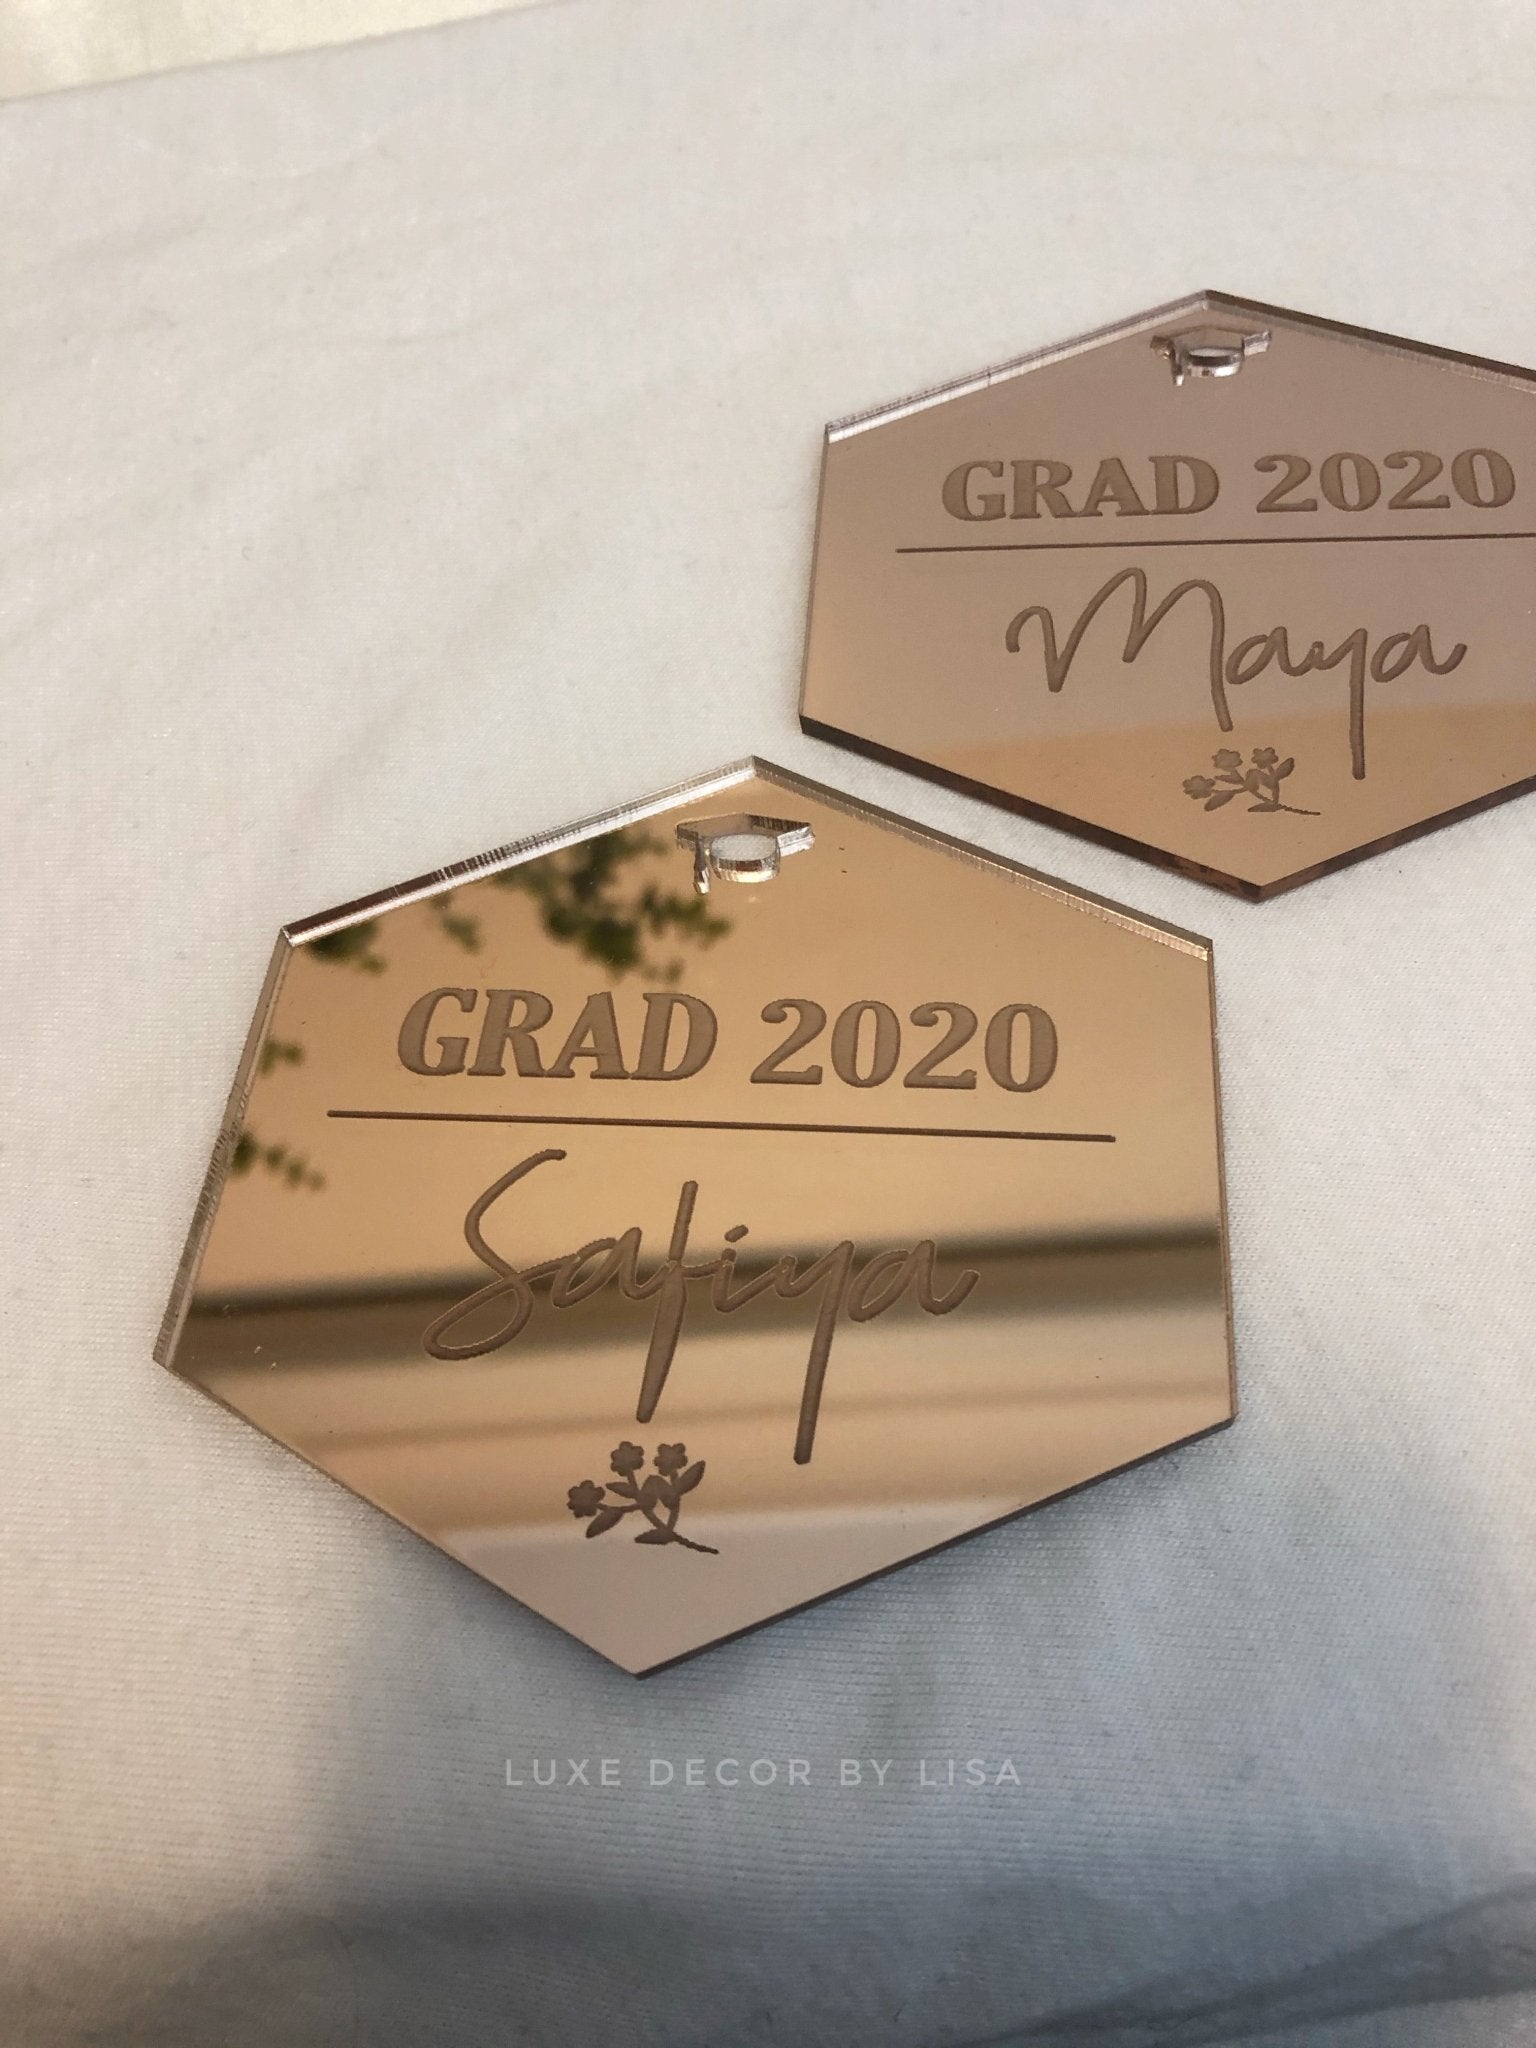 GRAD 2020
Maya
GRAD 2020
Safiya
LUXE DECOR BY LISA